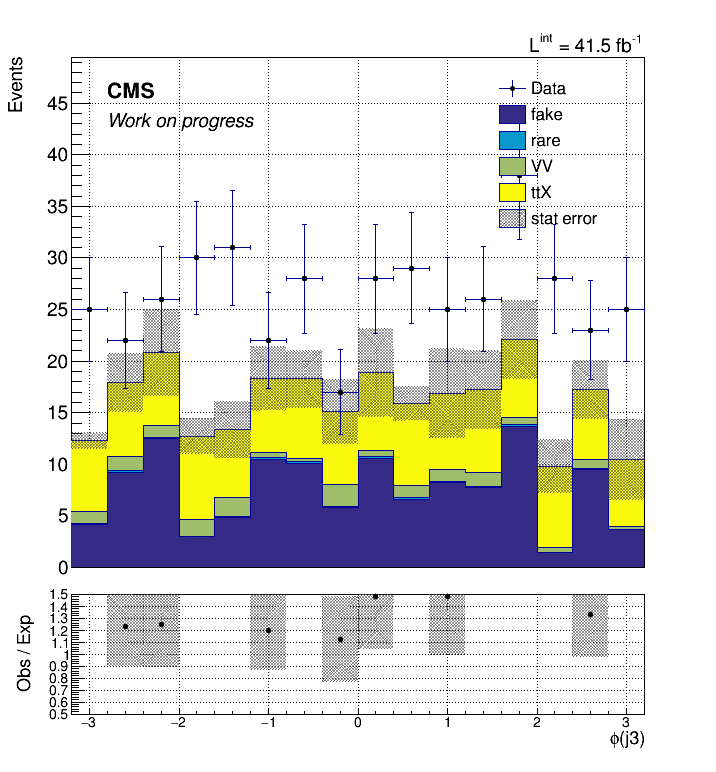 L^int = 41.5 fb^-1
Events
CMS
Work on progress
Data
fake
rare
VV
ttX
stat error
45
40
35
30
25
20
15
10
5
0
Obs / Exp
1.5
1.4
1.3
1.2
1.1
1
0.9
0.8
0.7
0.6
0.5
−3 −2 −1 0 1 2 3
ϕ(j3)